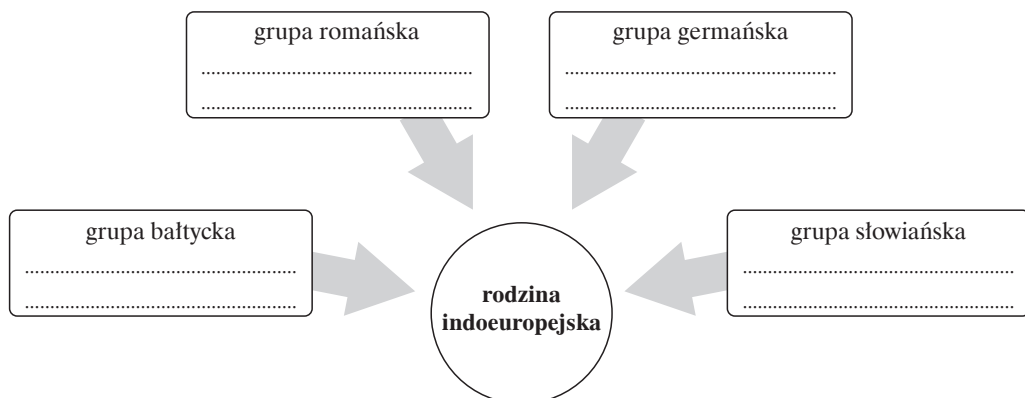 grupa romańska
................................................
................................................
grupa germańska
................................................
................................................
grupa bałtycka
................................................
................................................
grupa słowiańska
................................................
................................................
rodzina
indoeuropejska